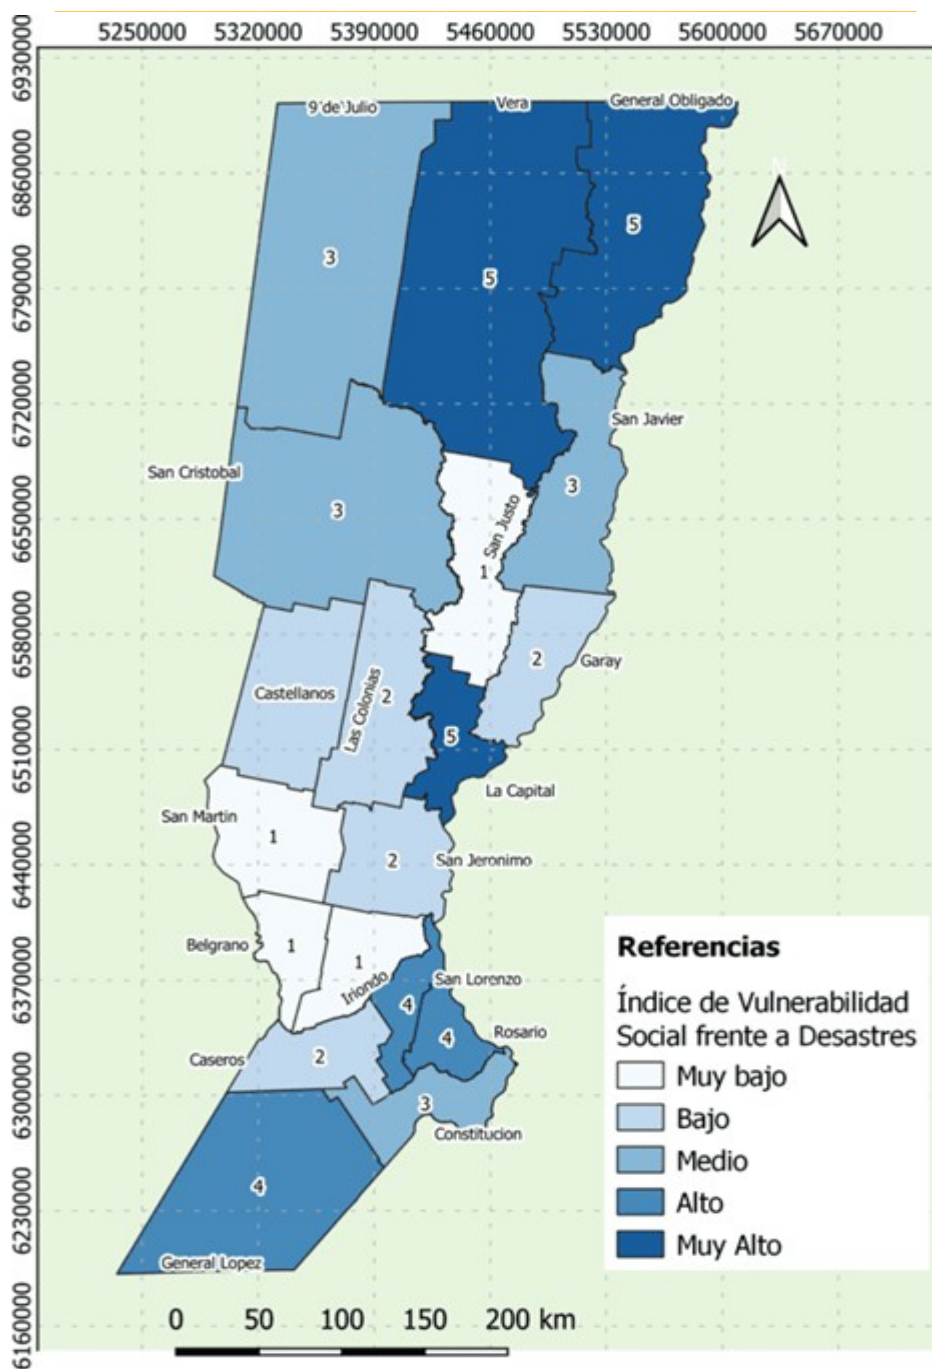 5250000 5320000 5390000 5460000 5530000 5600000 5670000
6930000
6860000
6790000
6720000
6650000
6580000
6510000
6440000
6370000
6300000
6230000
6160000
9 de Julio
Vera
General Obligado
N
3
5
5
San Javier
San Cristobal
3
3
San Justo
1
2
Garay
Castellanos
Las Colonias
2
5
La Capital
San Martin
1
2
San Jeronimo
Belgrano
1
1
Iriondo
San Lorenzo
4
Rosario
4
Caseros
2
3
Constitucion
4
General Lopez
Referencias
Índice de Vulnerabilidad
Social frente a Desastres
Muy bajo
Bajo
Medio
Alto
Muy Alto
0 50 100 150 200 km